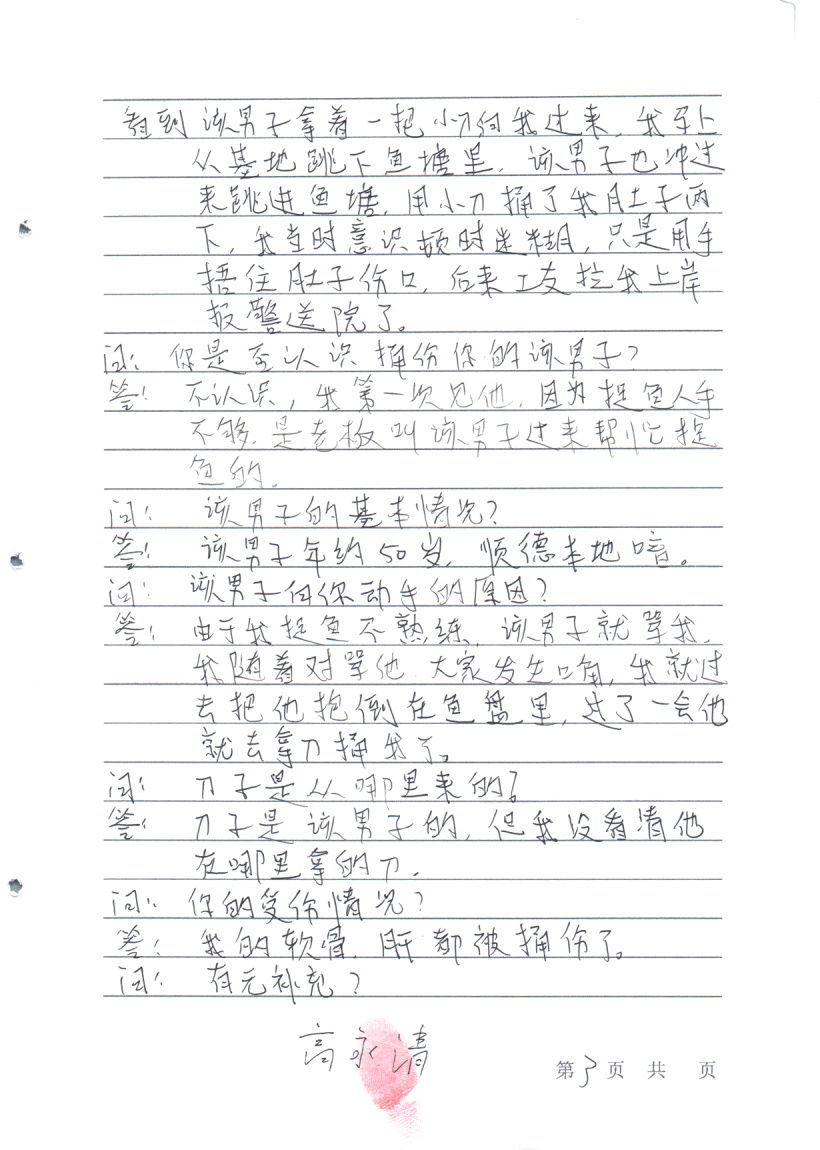 看到该男子拿着一把小刀向我过来，我马上
从基地跳下鱼塘里，该男子也冲过
来跳进鱼塘，用小刀捅了我肚子两
下，我当时意识顿时迷糊，只是用手
捂住肚子伤口，后来工友拉我上岸
报警送院了。
问：你是否认识捅伤你的该男子？
答：不认识，我第一次见他，因为捉鱼人手
不够，是老板叫该男子过来帮忙捉
鱼的。
问：该男子的基本情况？
答：该男子年约50岁，顺德本地口音。
问：该男子向你动手的原因？
答：由于我捉鱼不熟练，该男子就骂我，
我随着对骂他，大家发生口角，我就过
去把他抱倒在鱼盘里，过了一会他
就去拿刀捅我了。
问：刀子是从哪里来的？
答：刀子是该男子的，但我没看清他
在哪里拿的刀。
问：你的受伤情况？
答：我的软骨，肝都被捅伤了。
问：有无补充？
高永清
第3页 共 页